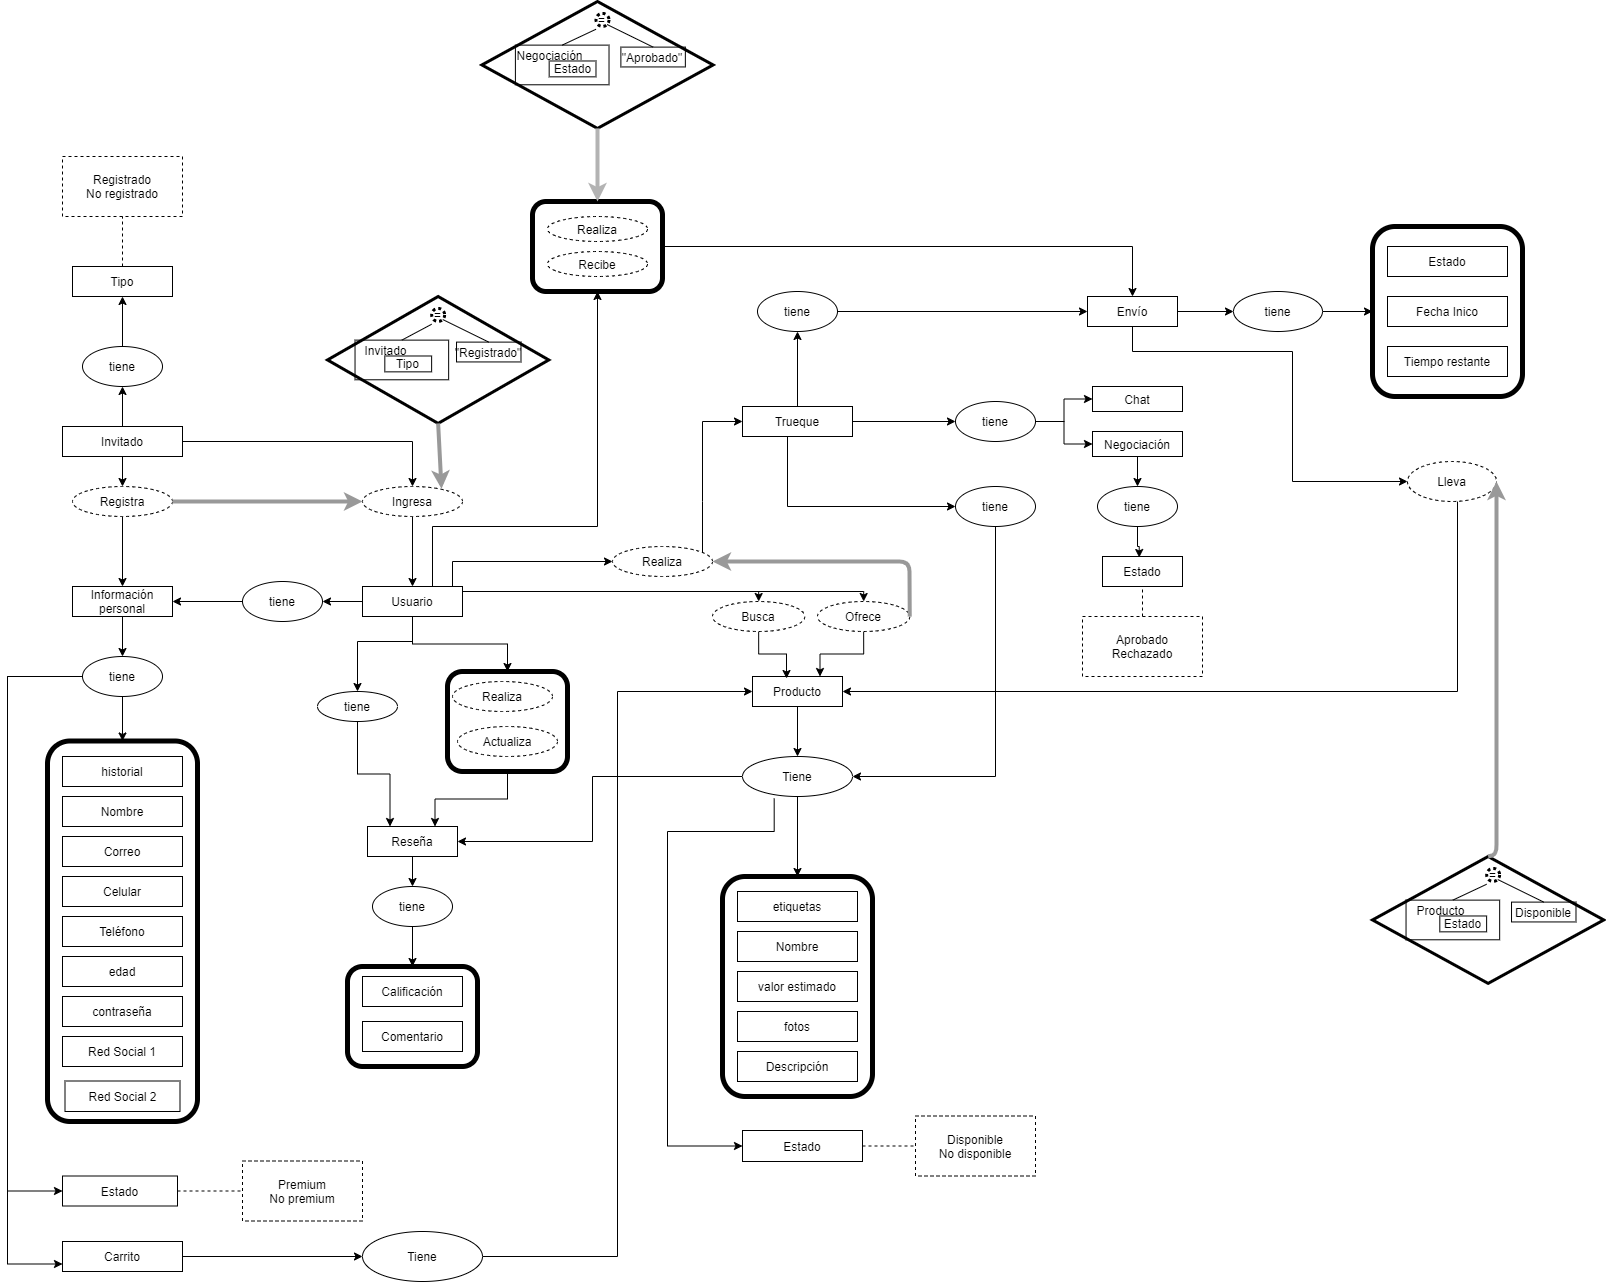 =
Negociación
Estado
"Aprobado"
Registrado
No registrado
Realiza
Recibe
Tipo
tiene
Invitado
Registra
=
Invitado
Tipo
"Registrado"
Ingresa
tiene
Envío
tiene
Estado
Fecha Inico
Tiempo restante
Trueque
tiene
Chat
Negociación
tiene
tiene
Estado
Aprobado
Rechazado
Lleva
Información
personal
tiene
Usuario
Realiza
Busca
Ofrece
tiene
tiene
Realiza
Actualiza
Producto
Tiene
historial
Nombre
Correo
Celular
Teléfono
edad
contraseña
Red Social 1
Red Social 2
Reseña
tiene
Calificación
Comentario
etiquetas
Nombre
valor estimado
fotos
Descripción
=
Producto
Estado
Disponible
Estado
Disponible
No disponible
Estado
Premium
No premium
Carrito
Tiene